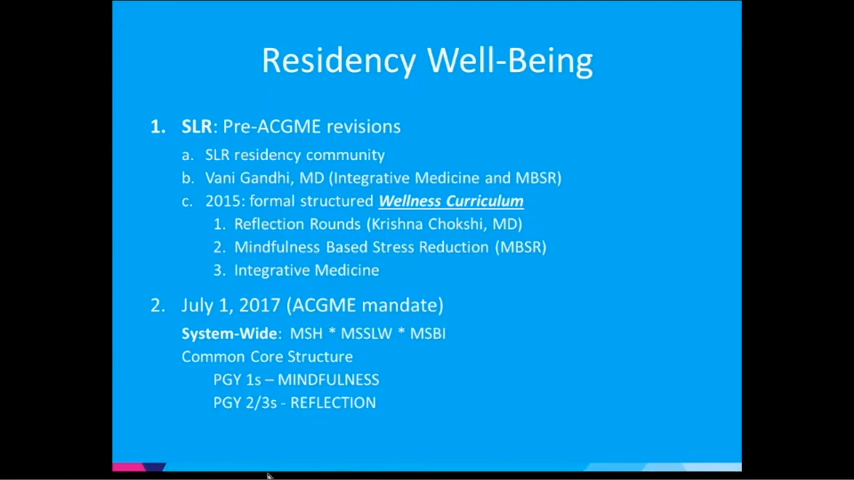 Residency Well-Being
1. SLR: Pre-ACGME revisions
a. SLR residency community
b. Vani Gandhi, MD (Integrative Medicine and MBSR)
c. 2015: formal structured Wellness Curriculum
1. Reflection Rounds (Krishna Chokshi, MD)
2. Mindfulness Based Stress Reduction (MBSR)
3. Integrative Medicine
2. July 1, 2017 (ACGME mandate)
System-Wide: MSH * MSSLW * MSBI
Common Core Structure
PGY 1s – MINDFULNESS
PGY 2/3s - REFLECTION